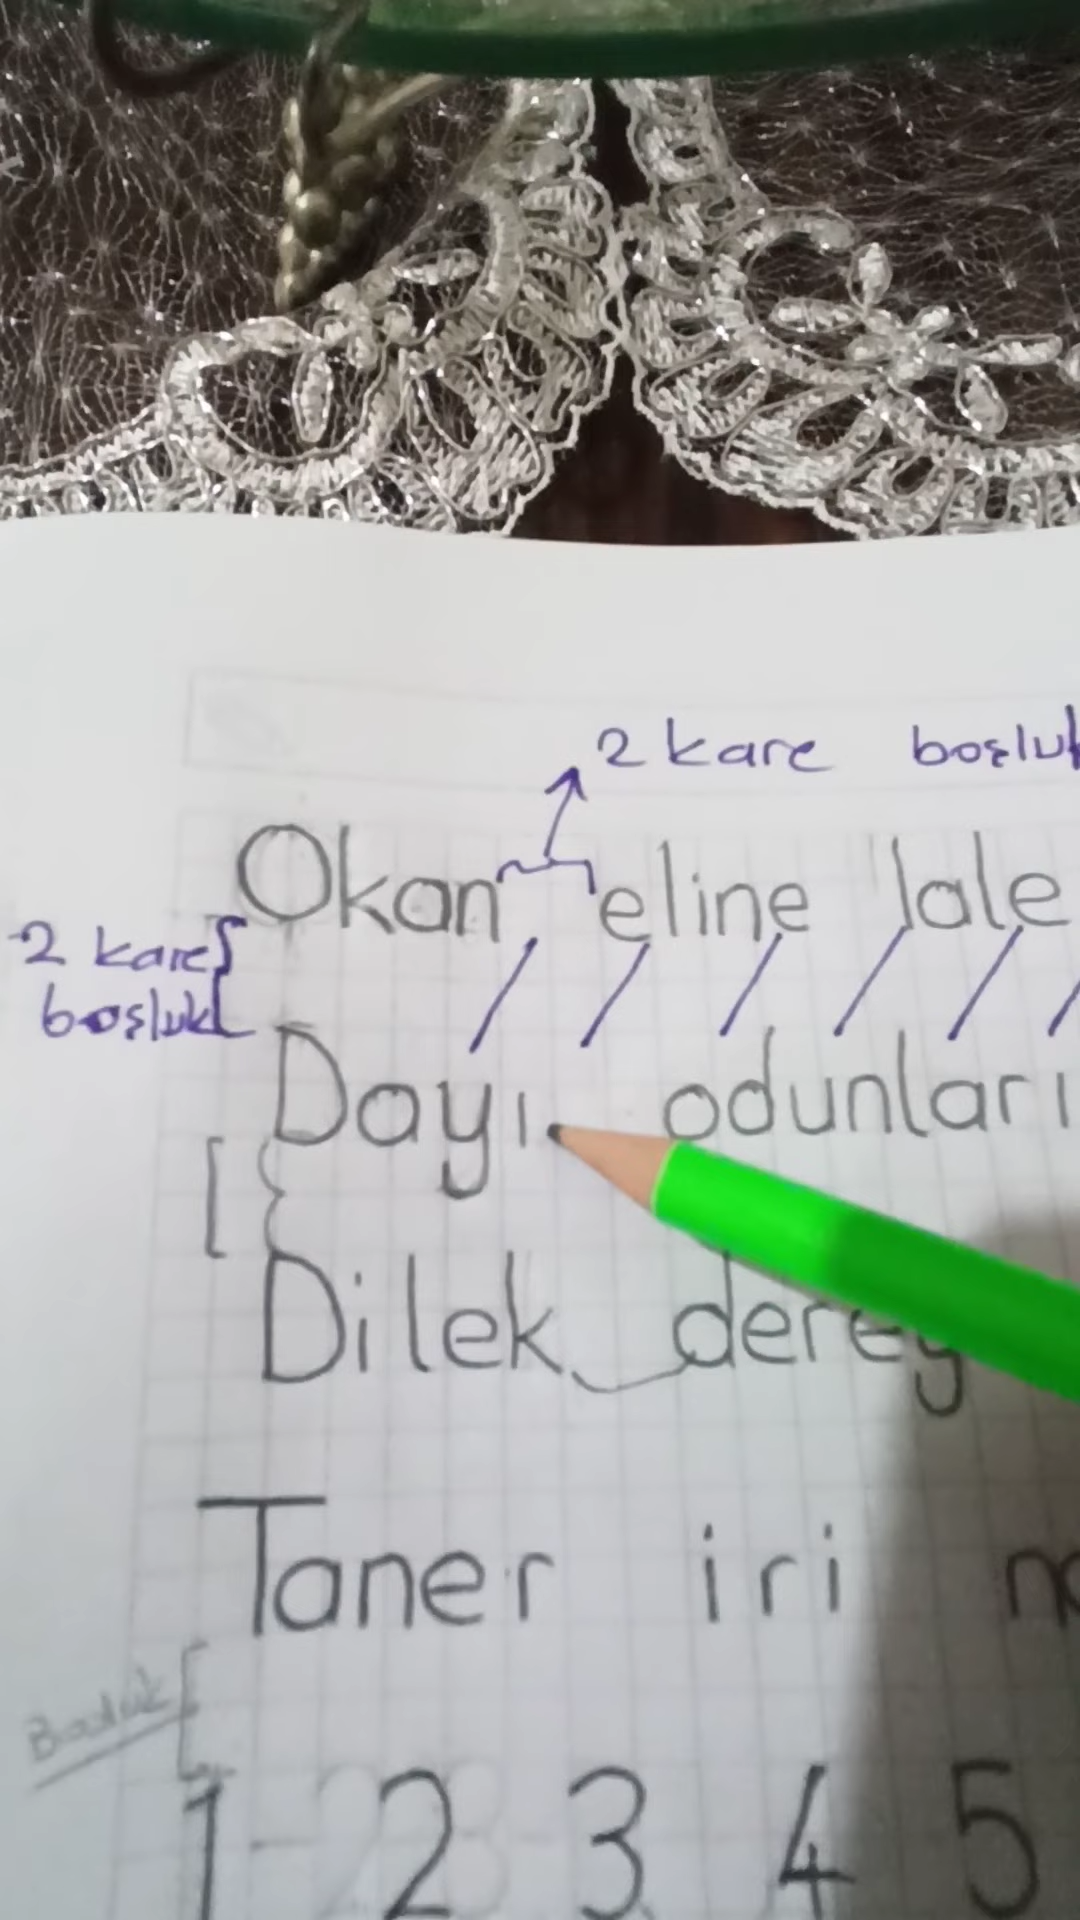 2 kare boşluk
Okan eline lale
2 kare
boşluk
Dayı odunları
Dilek derey
Taner iri
Boşluk
1 2 3 4 5